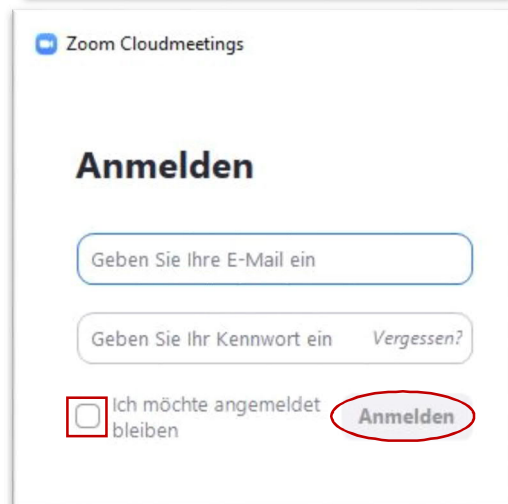 Zoom Cloudmeetings
Anmelden
Geben Sie Ihre E-Mail ein
Geben Sie Ihr Kennwort ein Vergessen?
Ich möchte angemeldet
bleiben
Anmelden